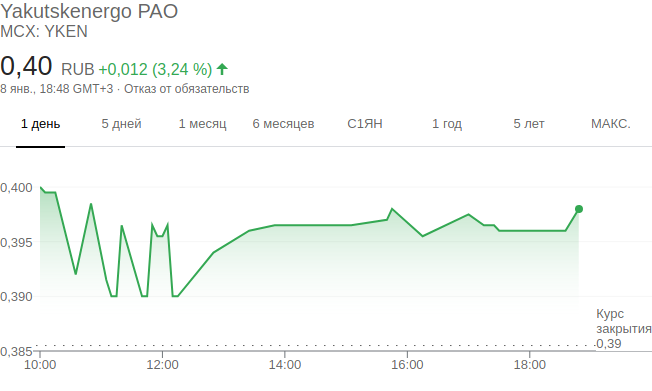 Yakutskenergo PAO
MCX: YKEN
0,40 RUB +0,012 (3,24 %)
8 янв., 18:48 GMT+3 · Отказ от обязательств
1 день 5 дней 1 месяц 6 месяцев С1ЯН 1 год 5 лет МАКС.
0,400
0,395
0,390
Курс
закрытия
0,39
0,385
10:00 12:00 14:00 16:00 18:00